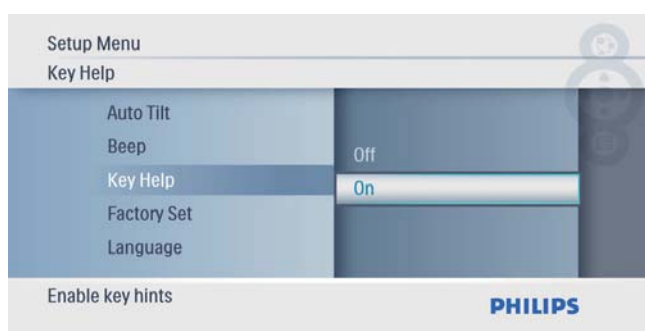 Setup Menu
Key Help
Auto Tilt
Beep
Key Help
Factory Set
Language
Off
On
Enable key hints
PHILIPS